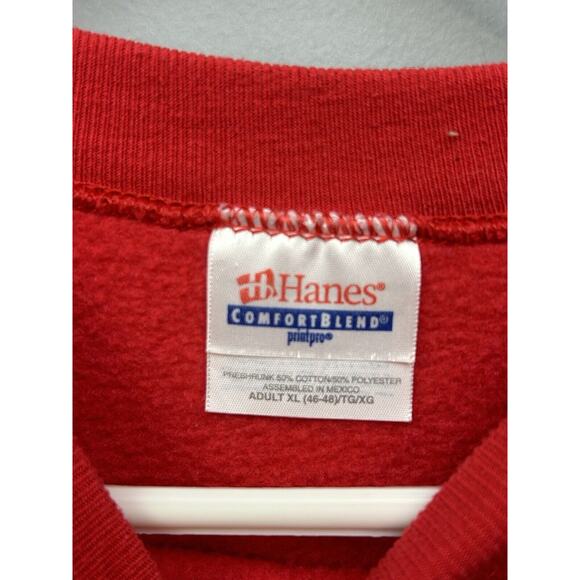 Hanes®
COMFORTBLEND®
printpro®
PRESHRUNK 50% COTTON/50% POLYESTER
ASSEMBLED IN MEXICO
ADULT XL (46-48)/TG/XG